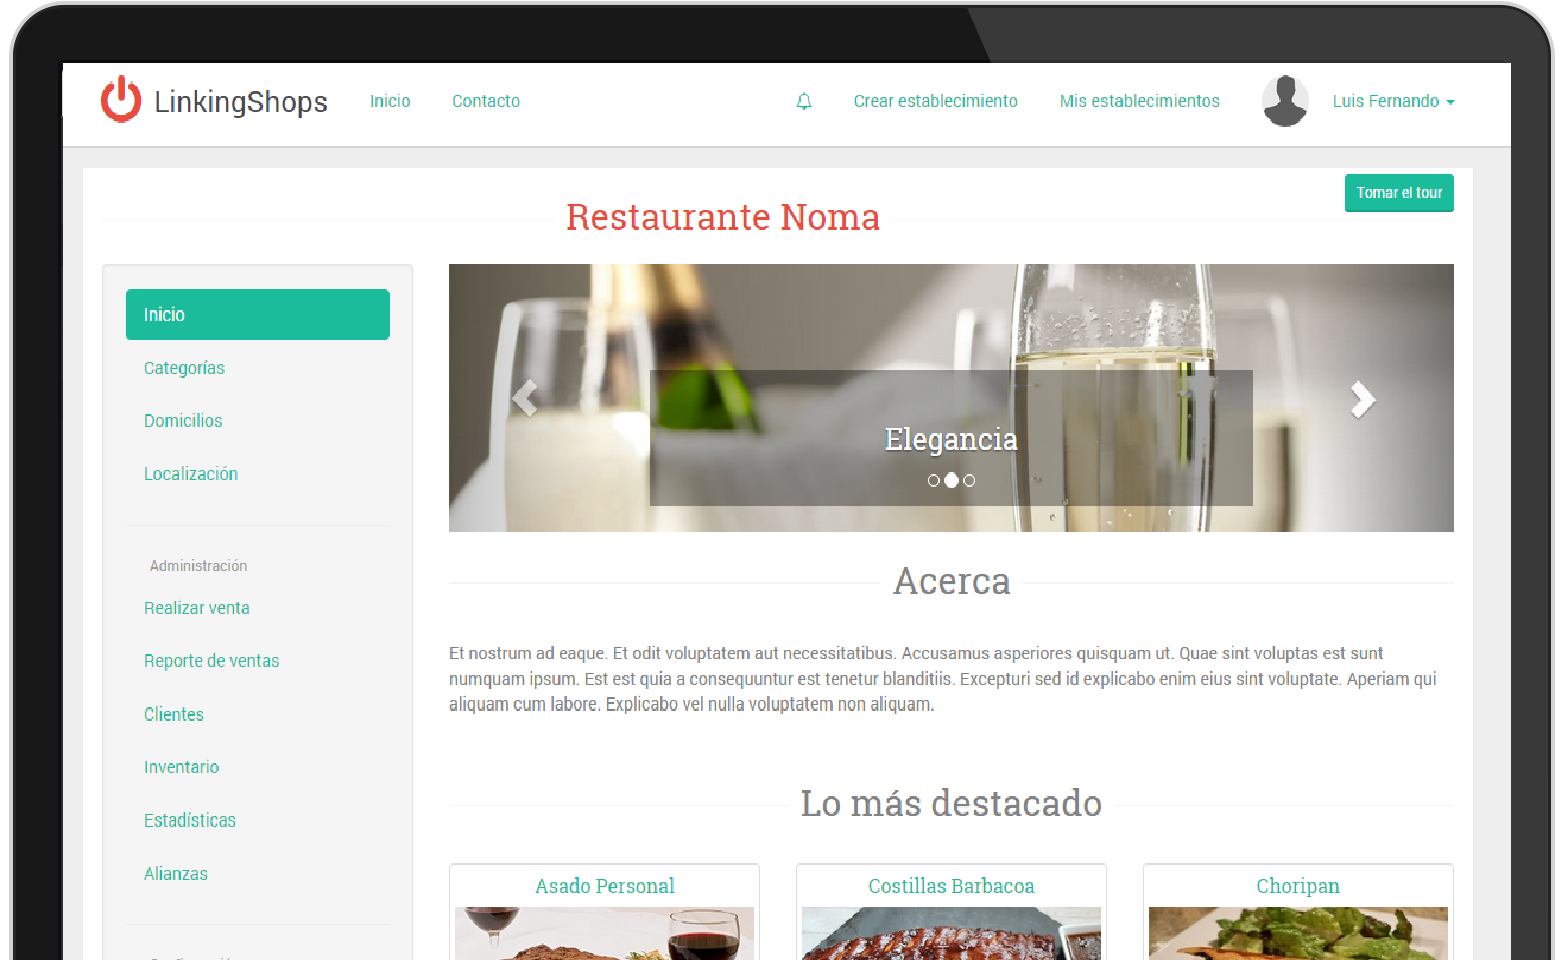 LinkingShops
Inicio
Contacto
Crear establecimiento
Mis establecimientos
Luis Fernando
Tomar el tour
Restaurante Noma
Inicio
Categorías
Domicilios
Localización
Administración
Realizar venta
Reporte de ventas
Clientes
Inventario
Estadísticas
Alianzas
Elegancia
Acerca
Et nostrum ad eaque. Et odit voluptatem aut necessitatibus. Accusamus asperiores quisquam ut. Quae sint voluptas est sunt
numquam ipsum. Est est quia a consequuntur est tenetur blanditiis. Excepturi sed id explicabo enim eius sint voluptate. Aperiam qui
aliquam cum labore. Explicabo vel nulla voluptatem non aliquam.
Lo más destacado
Asado Personal
Costillas Barbacoa
Choripan